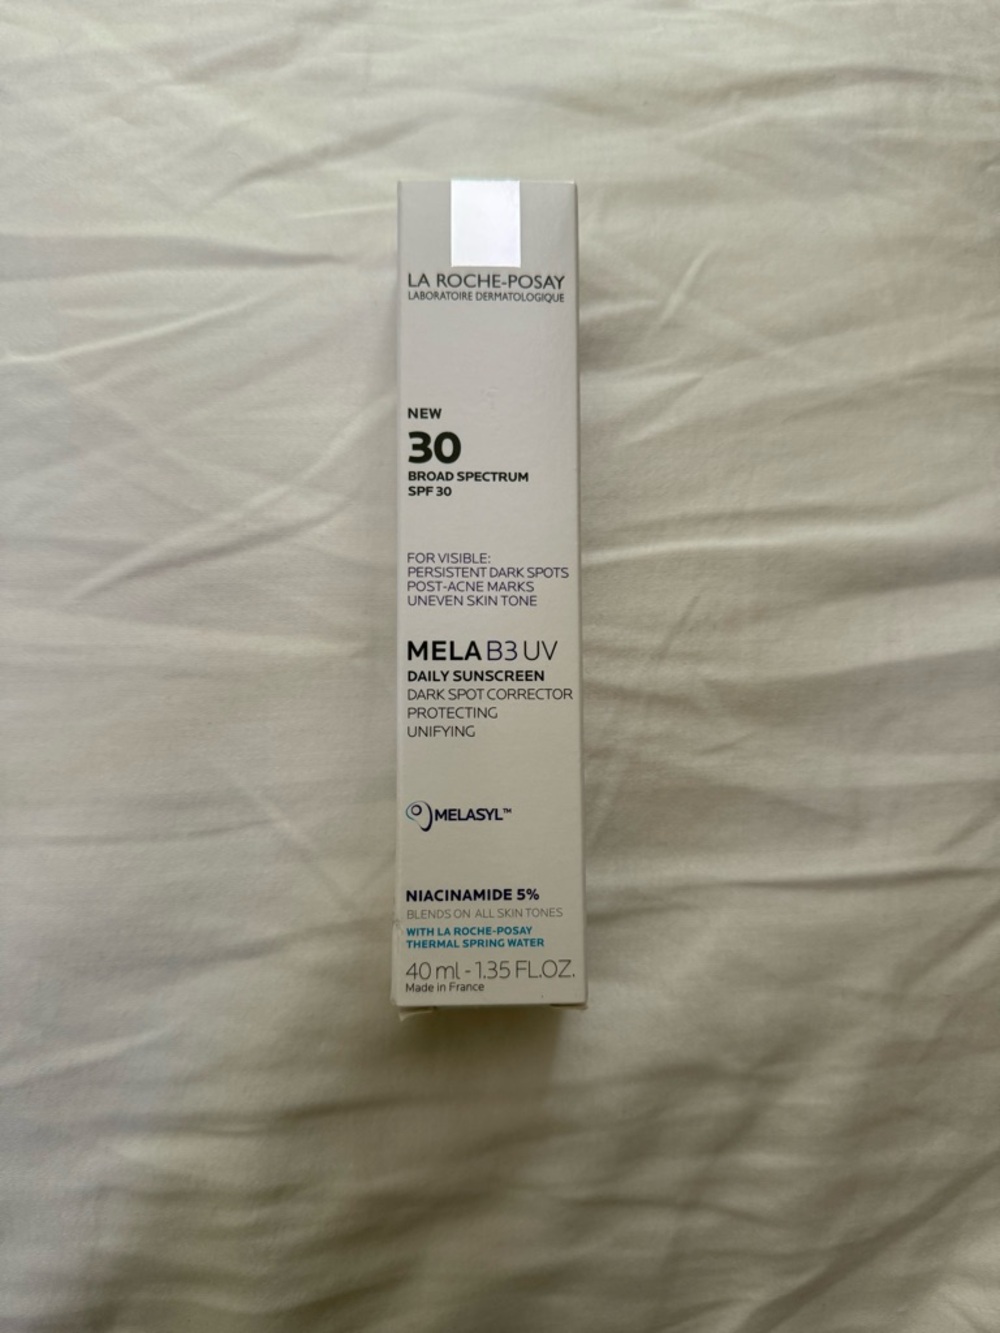 LA ROCHE-POSAY
LABORATOIRE DERMATOLOGIQUE
NEW
30
BROAD SPECTRUM
SPF 30
FOR VISIBLE:
PERSISTENT DARK SPOTS
POST-ACNE MARKS
UNEVEN SKIN TONE
MELA B3 UV
DAILY SUNSCREEN
DARK SPOT CORRECTOR
PROTECTING
UNIFYING
MELASYL™
NIACINAMIDE 5%
BLENDS ON ALL SKIN TONES
WITH LA ROCHE-POSAY
THERMAL SPRING WATER
40 ml - 1.35 FL.OZ.
Made in France